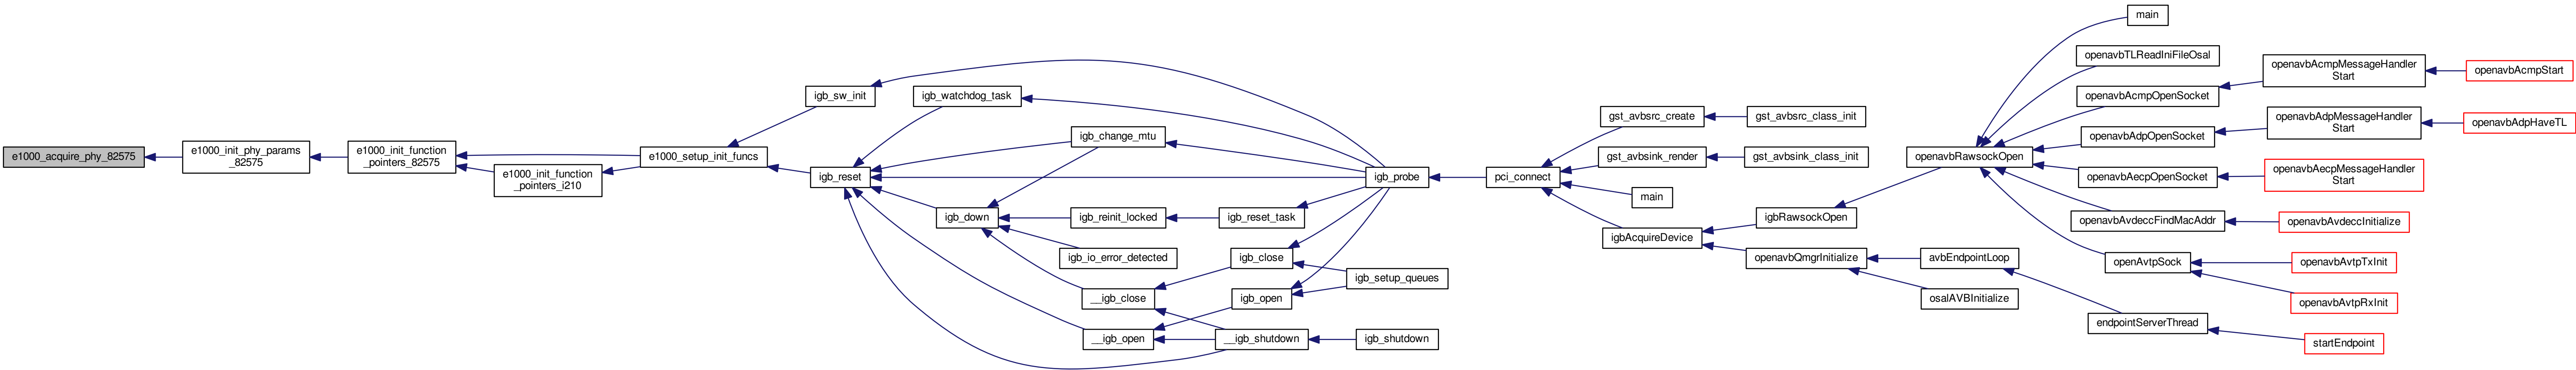 e1000_acquire_phy_82575
e1000_init_phy_params
_82575
e1000_init_function
_pointers_82575
e1000_init_function
_pointers_i210
e1000_setup_init_funcs
igb_sw_init
igb_reset
igb_watchdog_task
igb_change_mtu
igb_down
igb_reinit_locked
igb_reset_task
igb_io_error_detected
igb_close
__igb_close
igb_open
igb_setup_queues
__igb_open
__igb_shutdown
igb_shutdown
igb_probe
pci_connect
gst_avbsrc_create
gst_avbsrc_class_init
gst_avbsink_render
gst_avbsink_class_init
main
igbAcquireDevice
igbRawsockOpen
openavbQmgrInitialize
avbEndpointLoop
osalAVBInitialize
openavbRawsockOpen
main
openavbTLReadIniFileOsal
openavbAcmpOpenSocket
openavbAcmpMessageHandler
Start
openavbAcmpStart
openavbAdpOpenSocket
openavbAdpMessageHandler
Start
openavbAdpHaveTL
openavbAecpOpenSocket
openavbAecpMessageHandler
Start
openavbAvdeccFindMacAddr
openavbAvdeccInitialize
openAvtpSock
openavbAvtpTxInit
openavbAvtpRxInit
endpointServerThread
startEndpoint